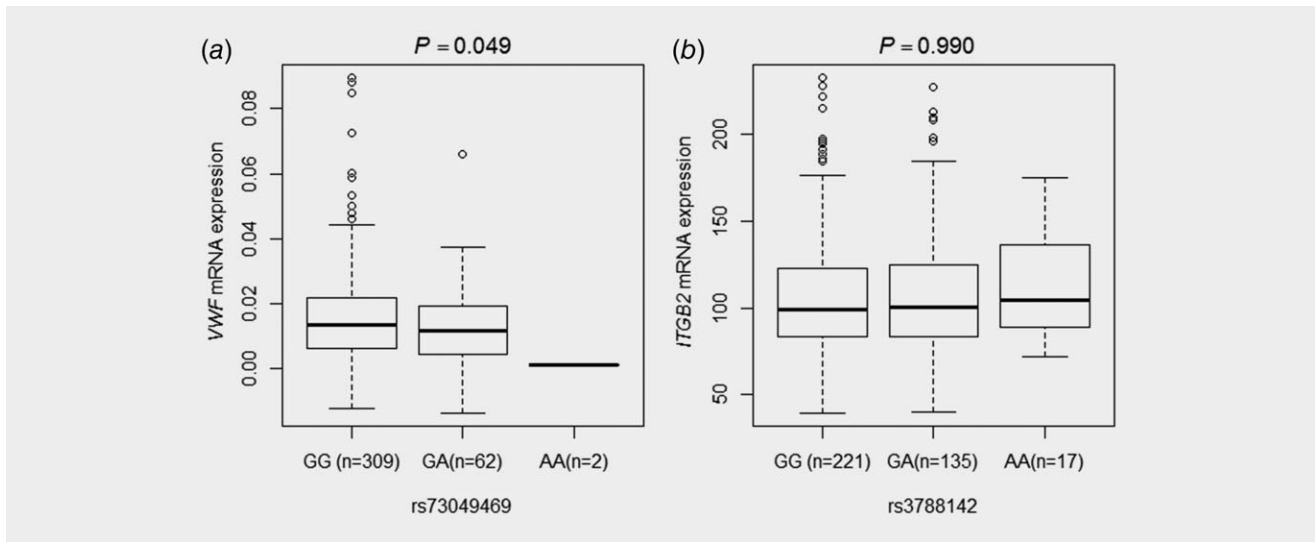 (a)
P = 0.049
VWF mRNA expression
0.08
0.06
0.04
0.02
0.00
GG (n=309) GA(n=62) AA(n=2)
rs73049469
(b)
P = 0.990
ITGB2 mRNA expression
200
150
100
50
GG (n=221) GA(n=135) AA(n=17)
rs3788142